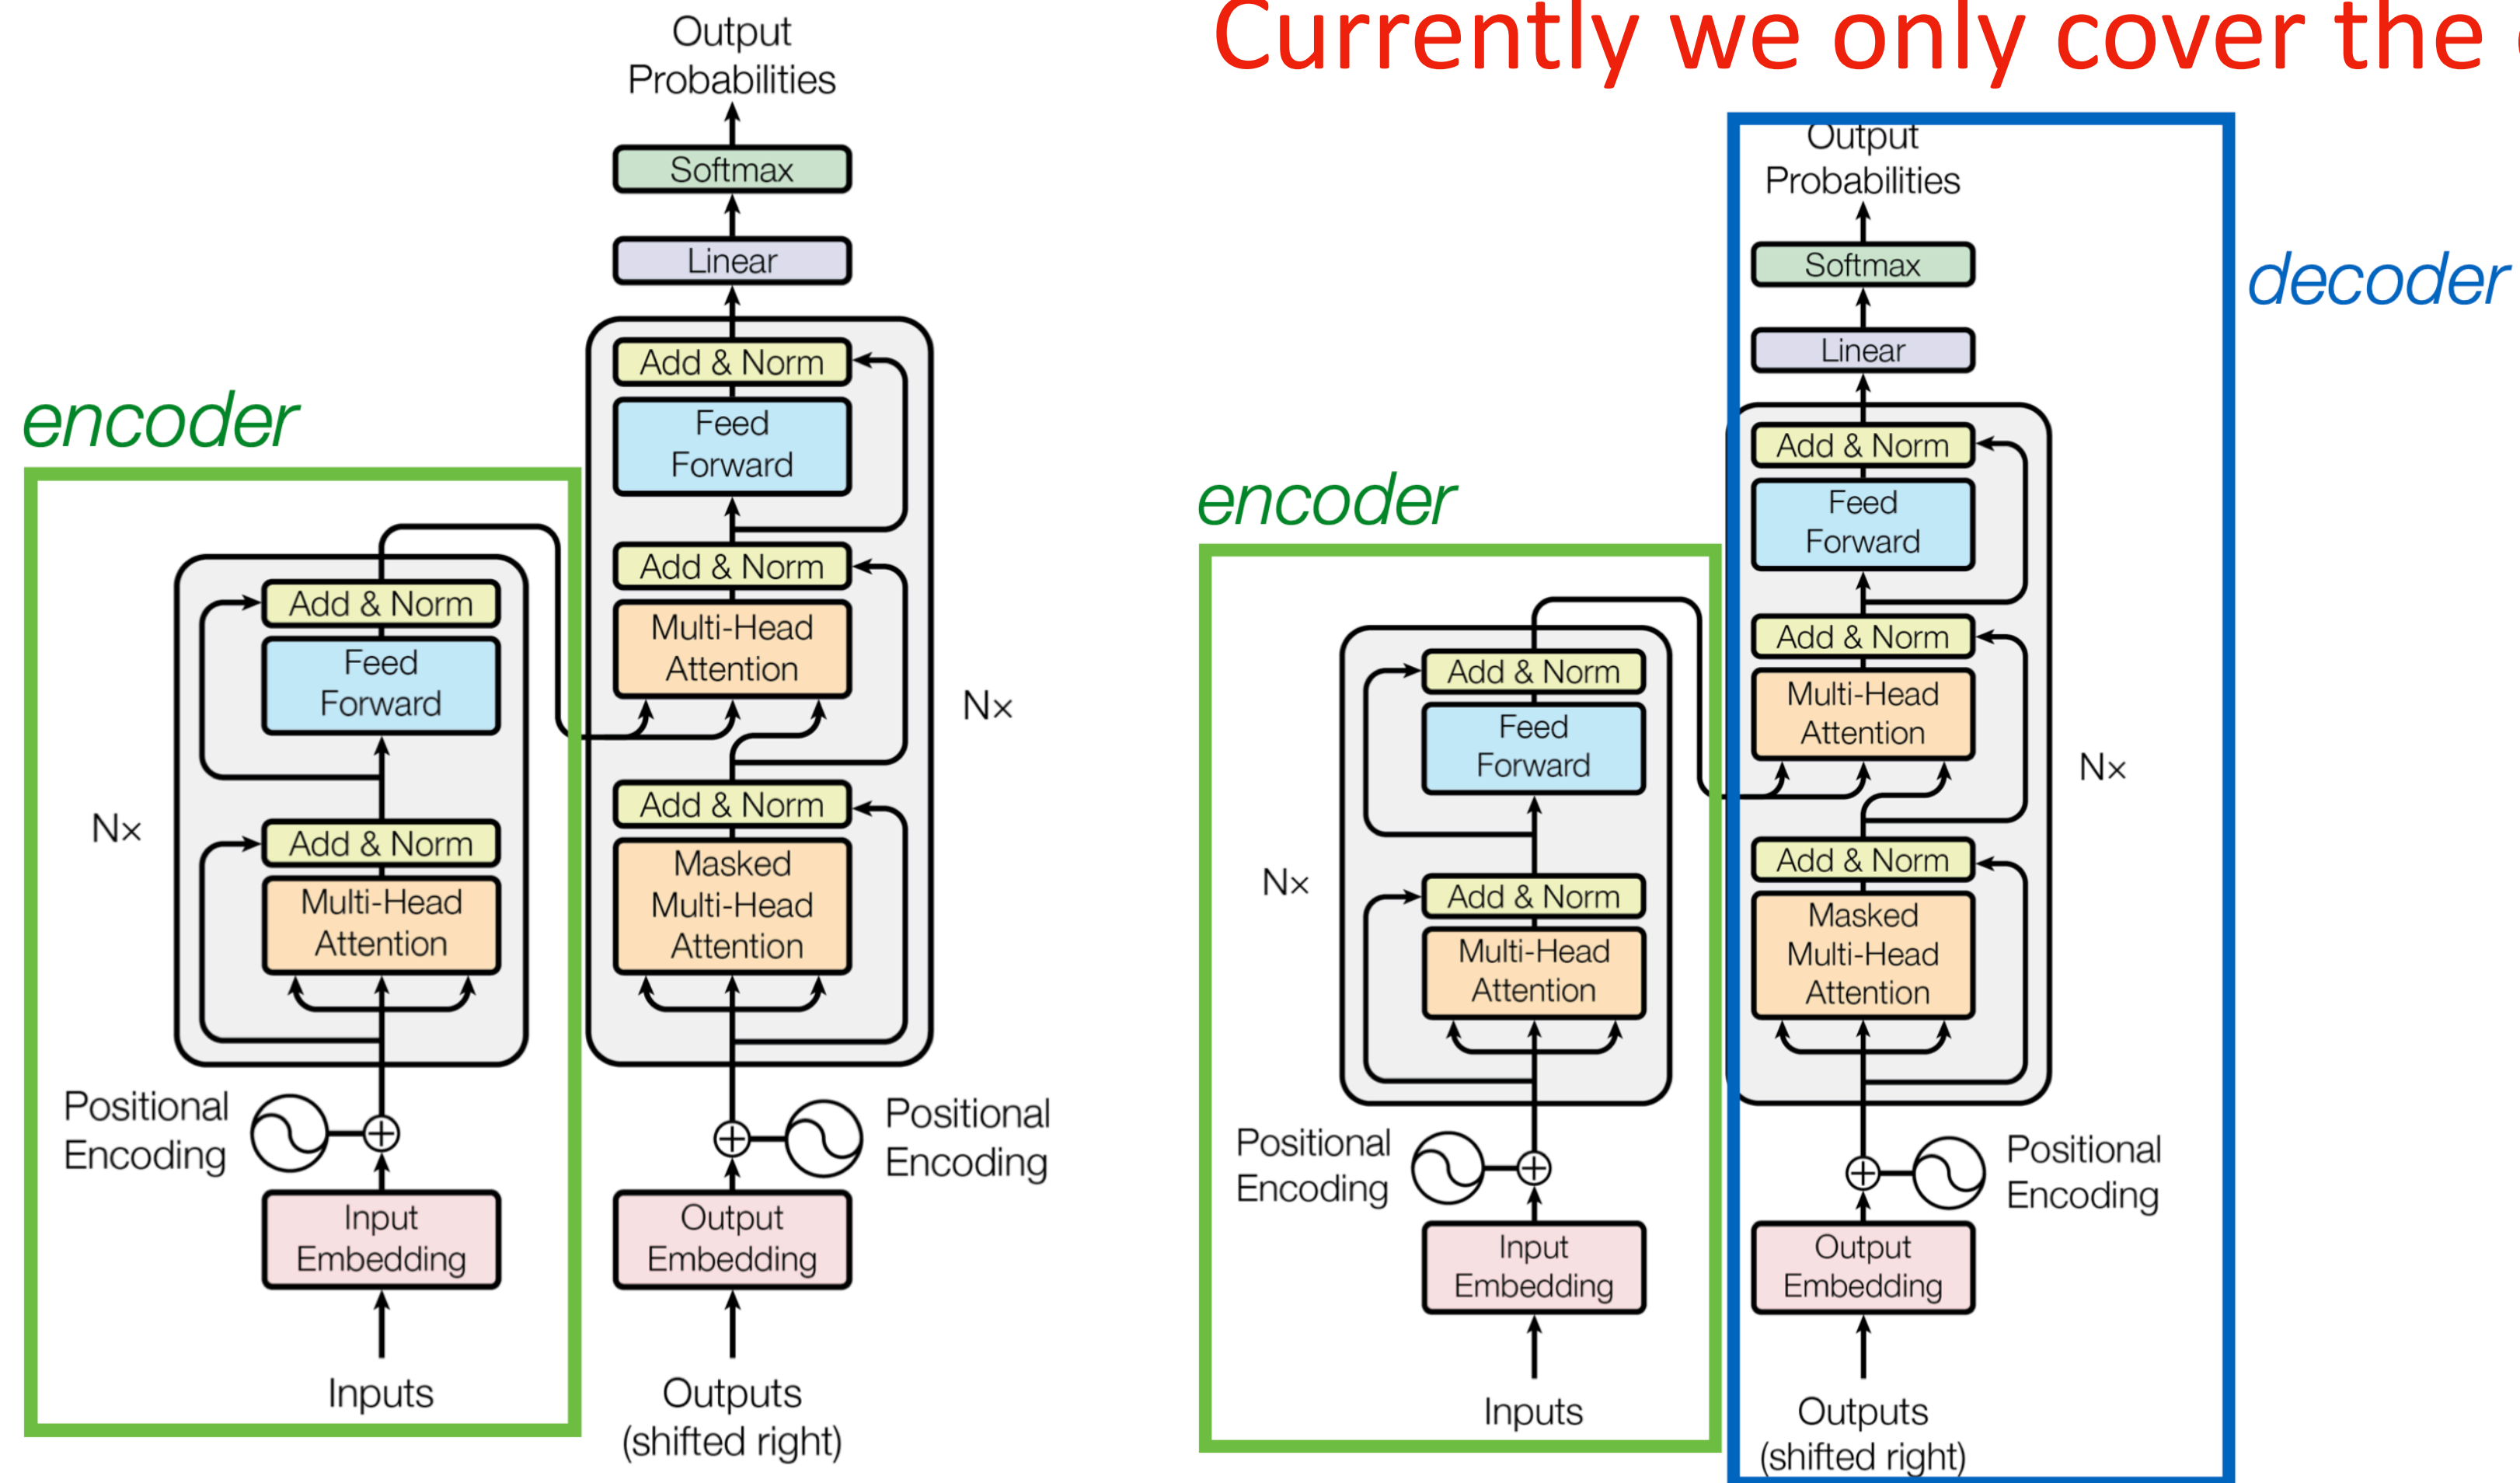 Output
Probabilities
Softmax
Linear
Add & Norm
Feed
Forward
Add & Norm
Multi-Head
Attention
Nx
Add & Norm
Masked
Multi-Head
Attention
Positional
Encoding
Output
Embedding
Outputs
(shifted right)
encoder
Add & Norm
Feed
Forward
Nx
Add & Norm
Multi-Head
Attention
Positional
Encoding
Input
Embedding
Inputs
Currently we only cover the
Output
Probabilities
decoder
Softmax
Linear
Add & Norm
Feed
Forward
Add & Norm
Multi-Head
Attention
Nx
Add & Norm
Masked
Multi-Head
Attention
Positional
Encoding
Output
Embedding
Outputs
(shifted right)
encoder
Add & Norm
Feed
Forward
Nx
Add & Norm
Multi-Head
Attention
Positional
Encoding
Input
Embedding
Inputs